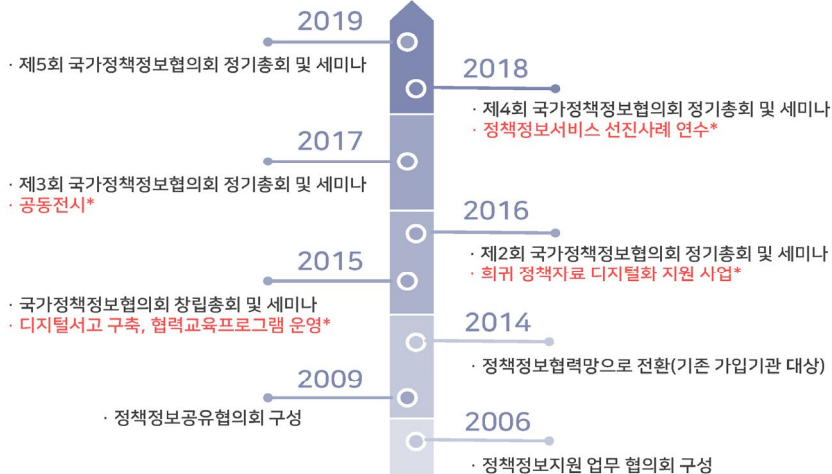 2019
· 제5회 국가정책정보협의회 정기총회 및 세미나
2018
· 제4회 국가정책정보협의회 정기총회 및 세미나
· 정책정보서비스 선진사례 연수*
2017
· 제3회 국가정책정보협의회 정기총회 및 세미나
· 공동전시*
2016
· 제2회 국가정책정보협의회 정기총회 및 세미나
· 희귀 정책자료 디지털화 지원 사업*
2015
· 국가정책정보협의회 창립총회 및 세미나
· 디지털서고 구축, 협력교육프로그램 운영*
2014
· 정책정보협력망으로 전환(기존 가입기관 대상)
2009
· 정책정보공유협의회 구성
2006
· 정책정보지원 업무 협의회 구성